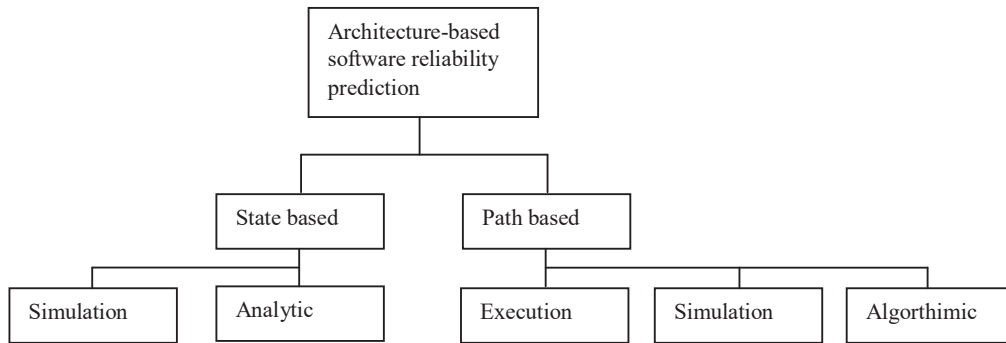 Architecture-based
software reliability
prediction
State based
Path based
Simulation
Analytic
Execution
Simulation
Algorthimic